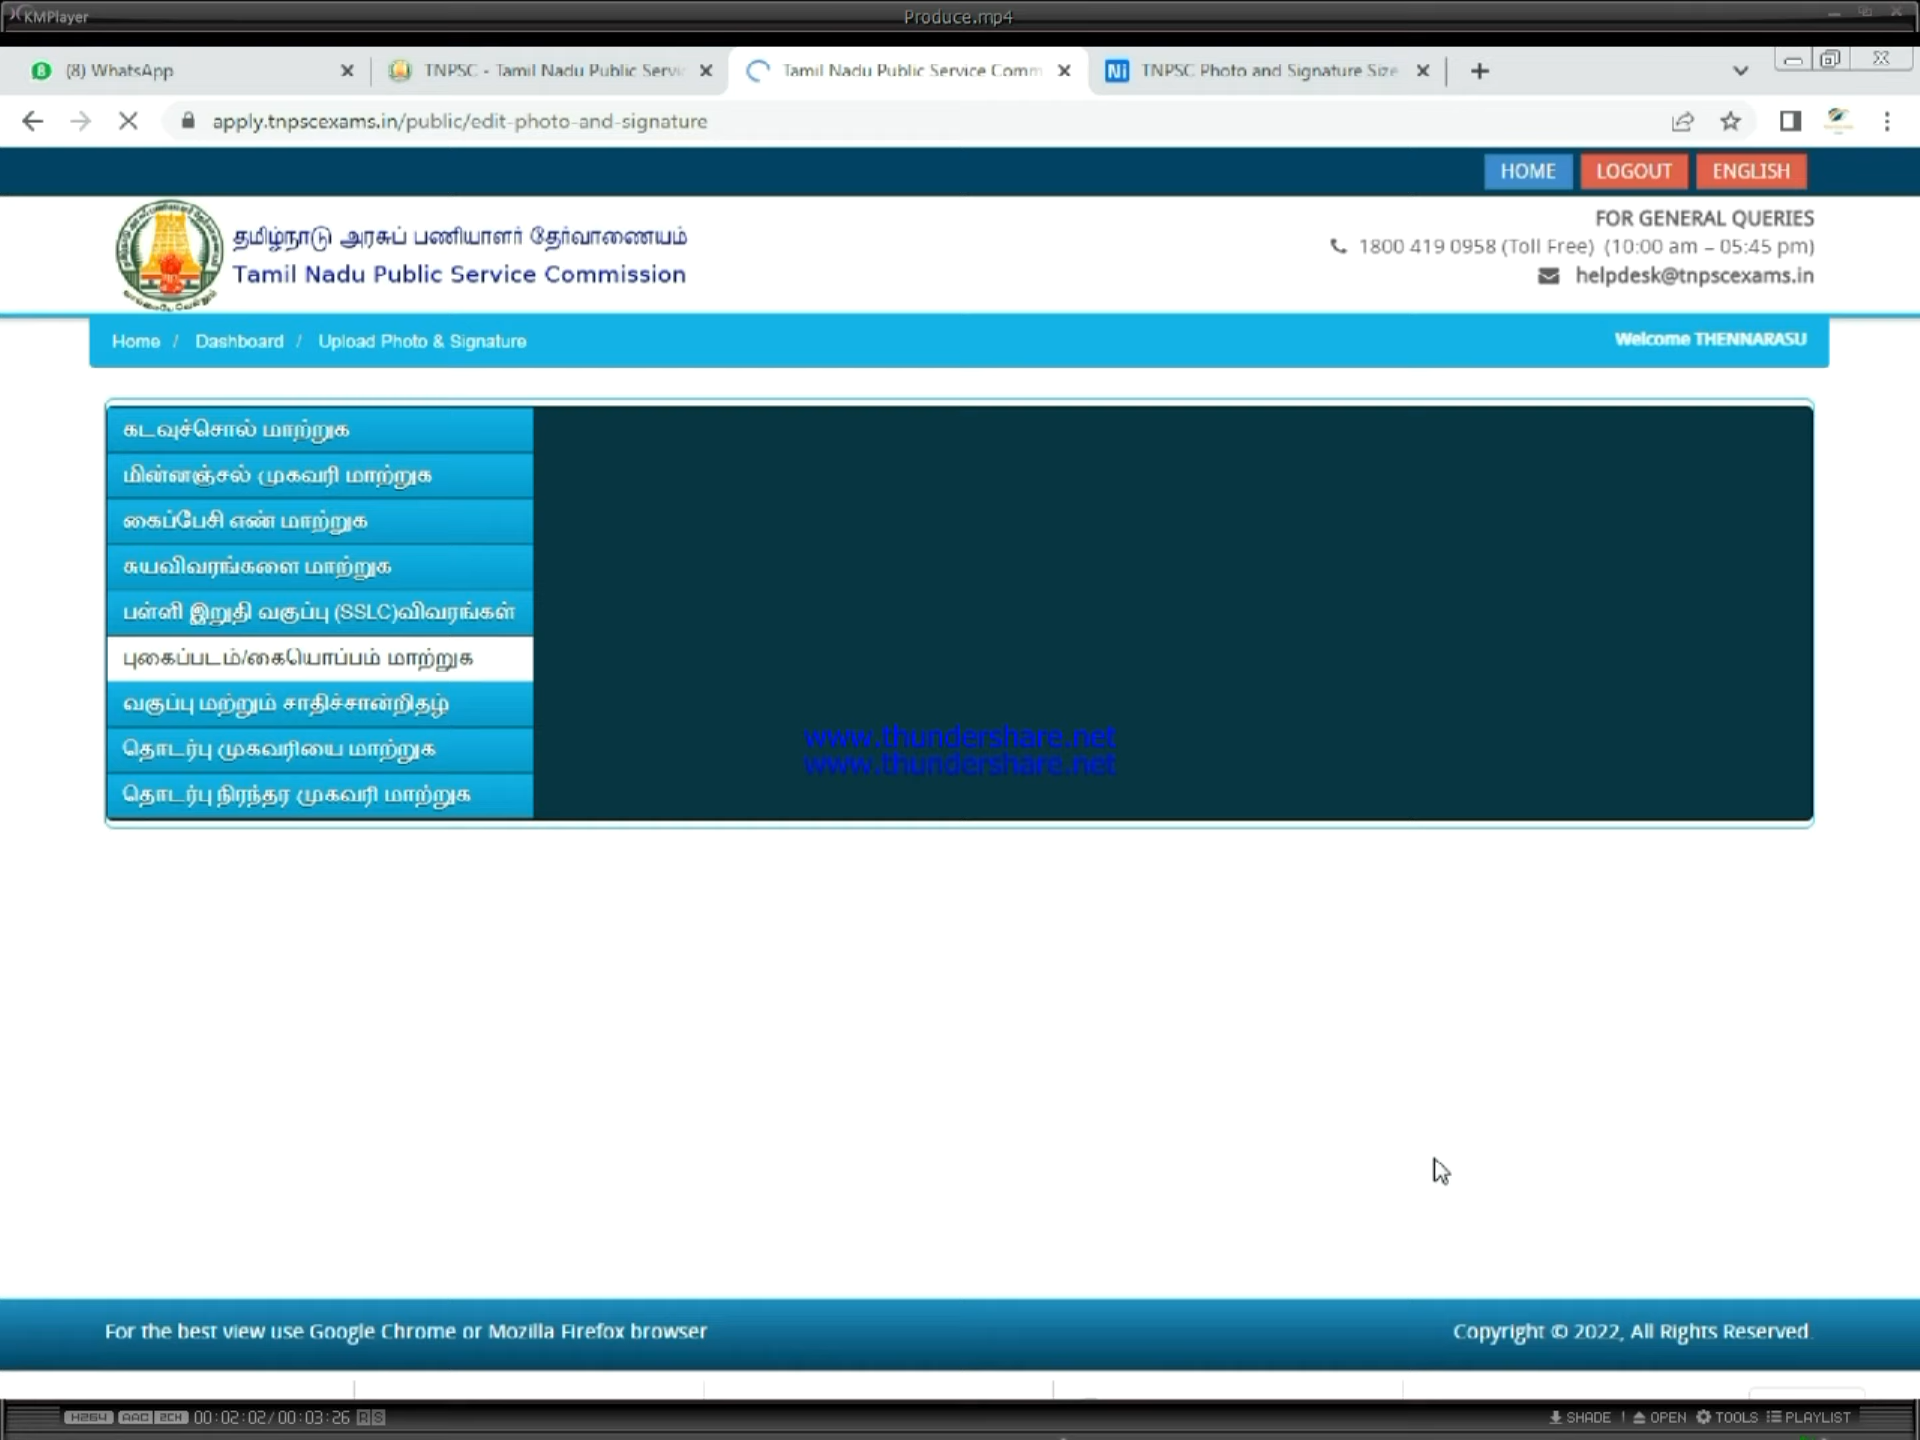 KMPlayer
Produce.mp4
(8) WhatsApp
TNPSC - Tamil Nadu Public Servic
Tamil Nadu Public Service Comm
Ni TNPSC Photo and Signature Size
apply.tnpscexams.in/public/edit-photo-and-signature
HOME LOGOUT ENGLISH
தமிழ்நாடு அரசுப் பணியாளர் தேர்வாணையம்
Tamil Nadu Public Service Commission
FOR GENERAL QUERIES
1800 419 0958 (Toll Free) (10:00 am – 05:45 pm)
helpdesk@tnpscexams.in
Home / Dashboard / Upload Photo & Signature
Welcome THENNARASU
கடவுச்சொல் மாற்றுக
மின்னஞ்சல் முகவரி மாற்றுக
கைப்பேசி எண் மாற்றுக
சுயவிவரங்களை மாற்றுக
பள்ளி இறுதி வகுப்பு (SSLC)விவரங்கள்
புகைப்படம்/கையொப்பம் மாற்றுக
வகுப்பு மற்றும் சாதிச்சான்றிதழ்
தொடர்பு முகவரியை மாற்றுக
தொடர்பு நிரந்தர முகவரி மாற்றுக
www.thundershare.net
www.thundershare.net
For the best view use Google Chrome or Mozilla Firefox browser
Copyright © 2022, All Rights Reserved.
H264 AAC 2CH 00:02:02/00:03:26 R S
SHADE OPEN TOOLS PLAYLIST